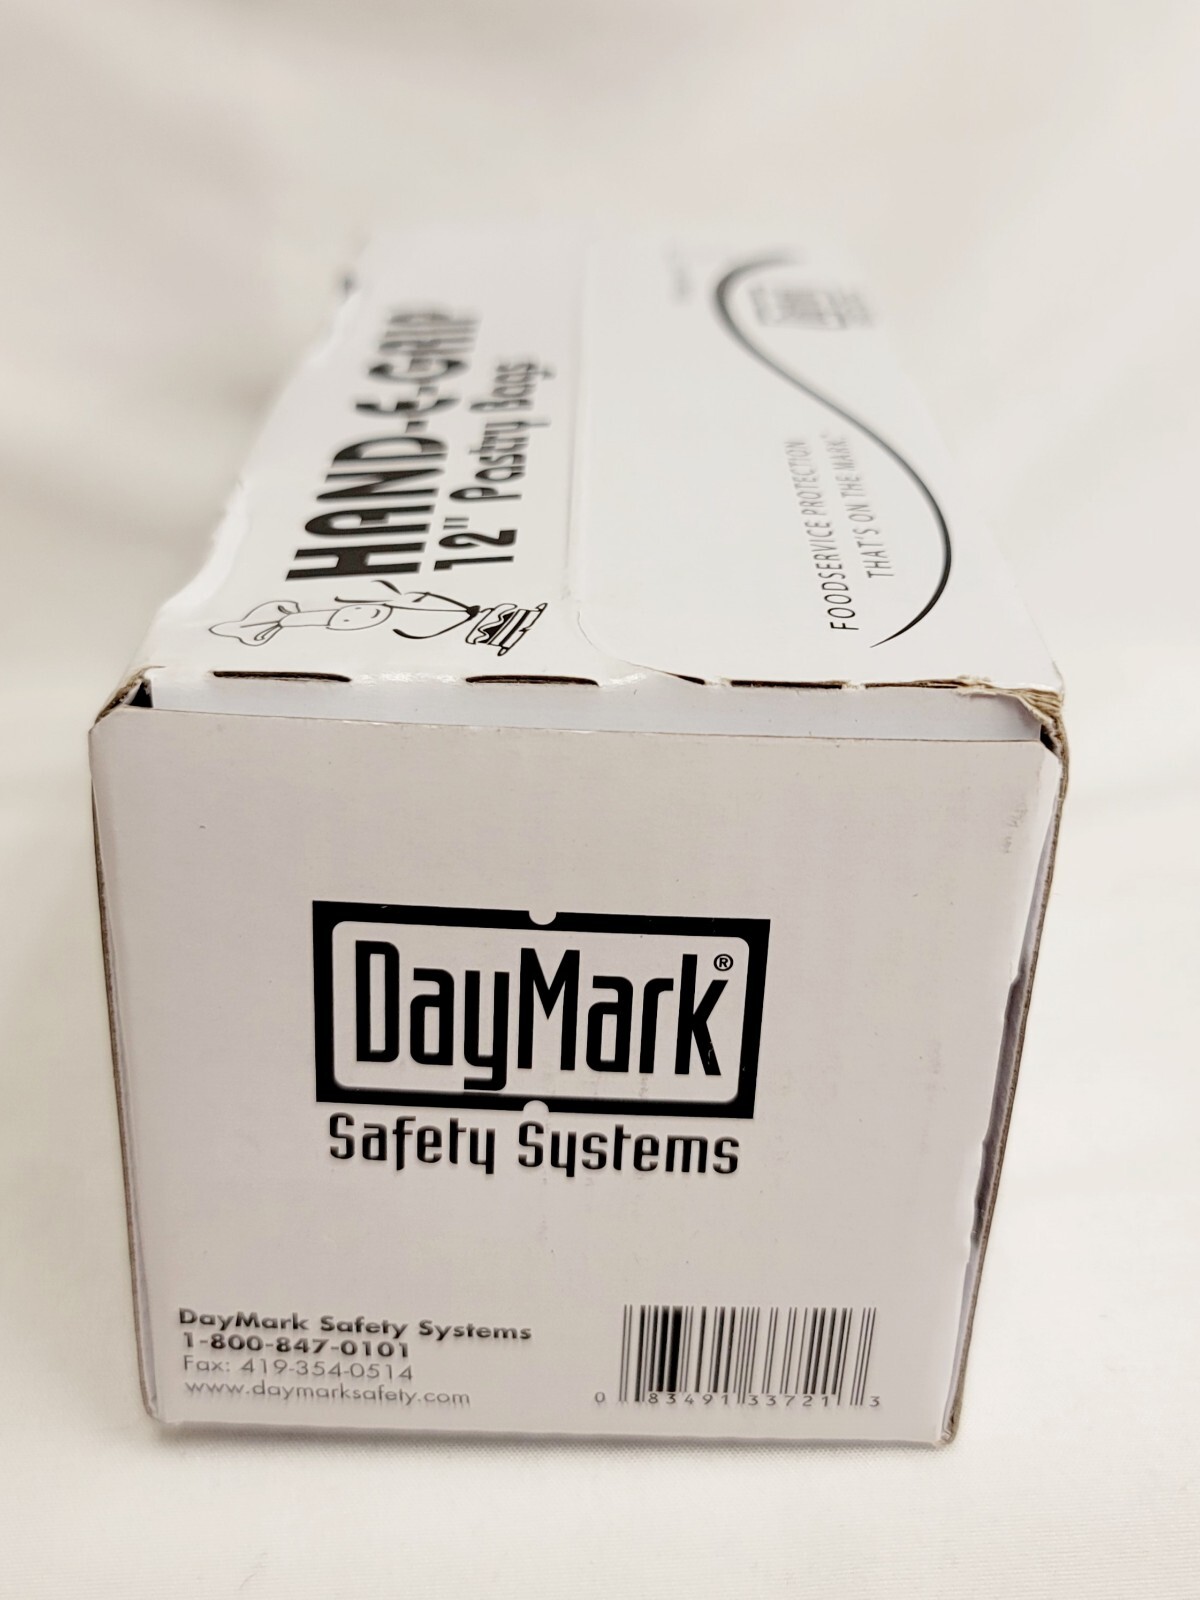 HAND-E-GRIP
12" Pastry Bags
FOODSERVICE PROTECTION
THAT'S ON THE MARK.
DayMark®
Safety Systems
DayMark Safety Systems
1-800-847-0101
Fax: 419-354-0514
www.daymarksafety.com
0 83491 33721 3